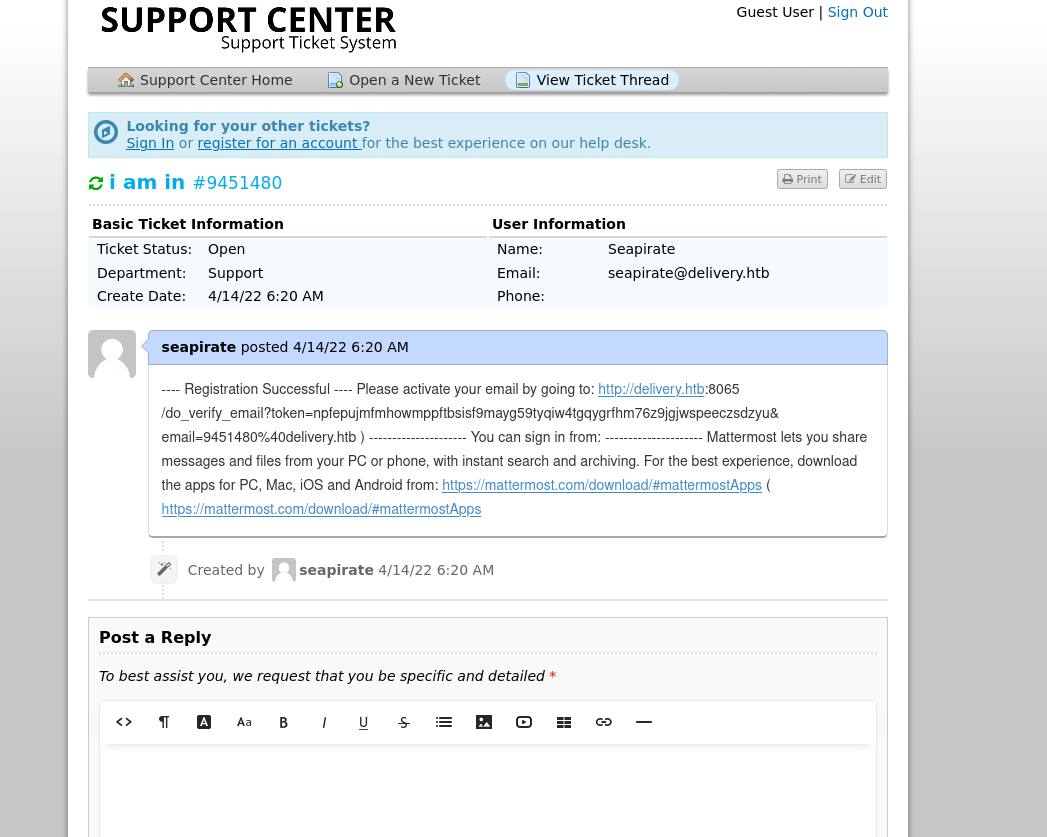 SUPPORT CENTER
Support Ticket System
Guest User | Sign Out
Support Center Home Open a New Ticket View Ticket Thread
Looking for your other tickets?
Sign In or register for an account for the best experience on our help desk.
i am in #9451480
Print Edit
Basic Ticket Information
Ticket Status: Open
Department: Support
Create Date: 4/14/22 6:20 AM
User Information
Name: Seapirate
Email: seapirate@delivery.htb
Phone:
seapirate posted 4/14/22 6:20 AM
---- Registration Successful ---- Please activate your email by going to: http://delivery.htb:8065
/do_verify_email?token=npfepujmfmhowmppftbsisf9mayg59tyqiw4tgqygrfhm76z9jgjwspeeczsdzyu&
email=9451480%40delivery.htb ) --------------------- You can sign in from: --------------------- Mattermost lets you share
messages and files from your PC or phone, with instant search and archiving. For the best experience, download
the apps for PC, Mac, iOS and Android from: https://mattermost.com/download/#mattermostApps (
https://mattermost.com/download/#mattermostApps
Created by seapirate 4/14/22 6:20 AM
Post a Reply
To best assist you, we request that you be specific and detailed *
<> ¶ A Aa B I U S